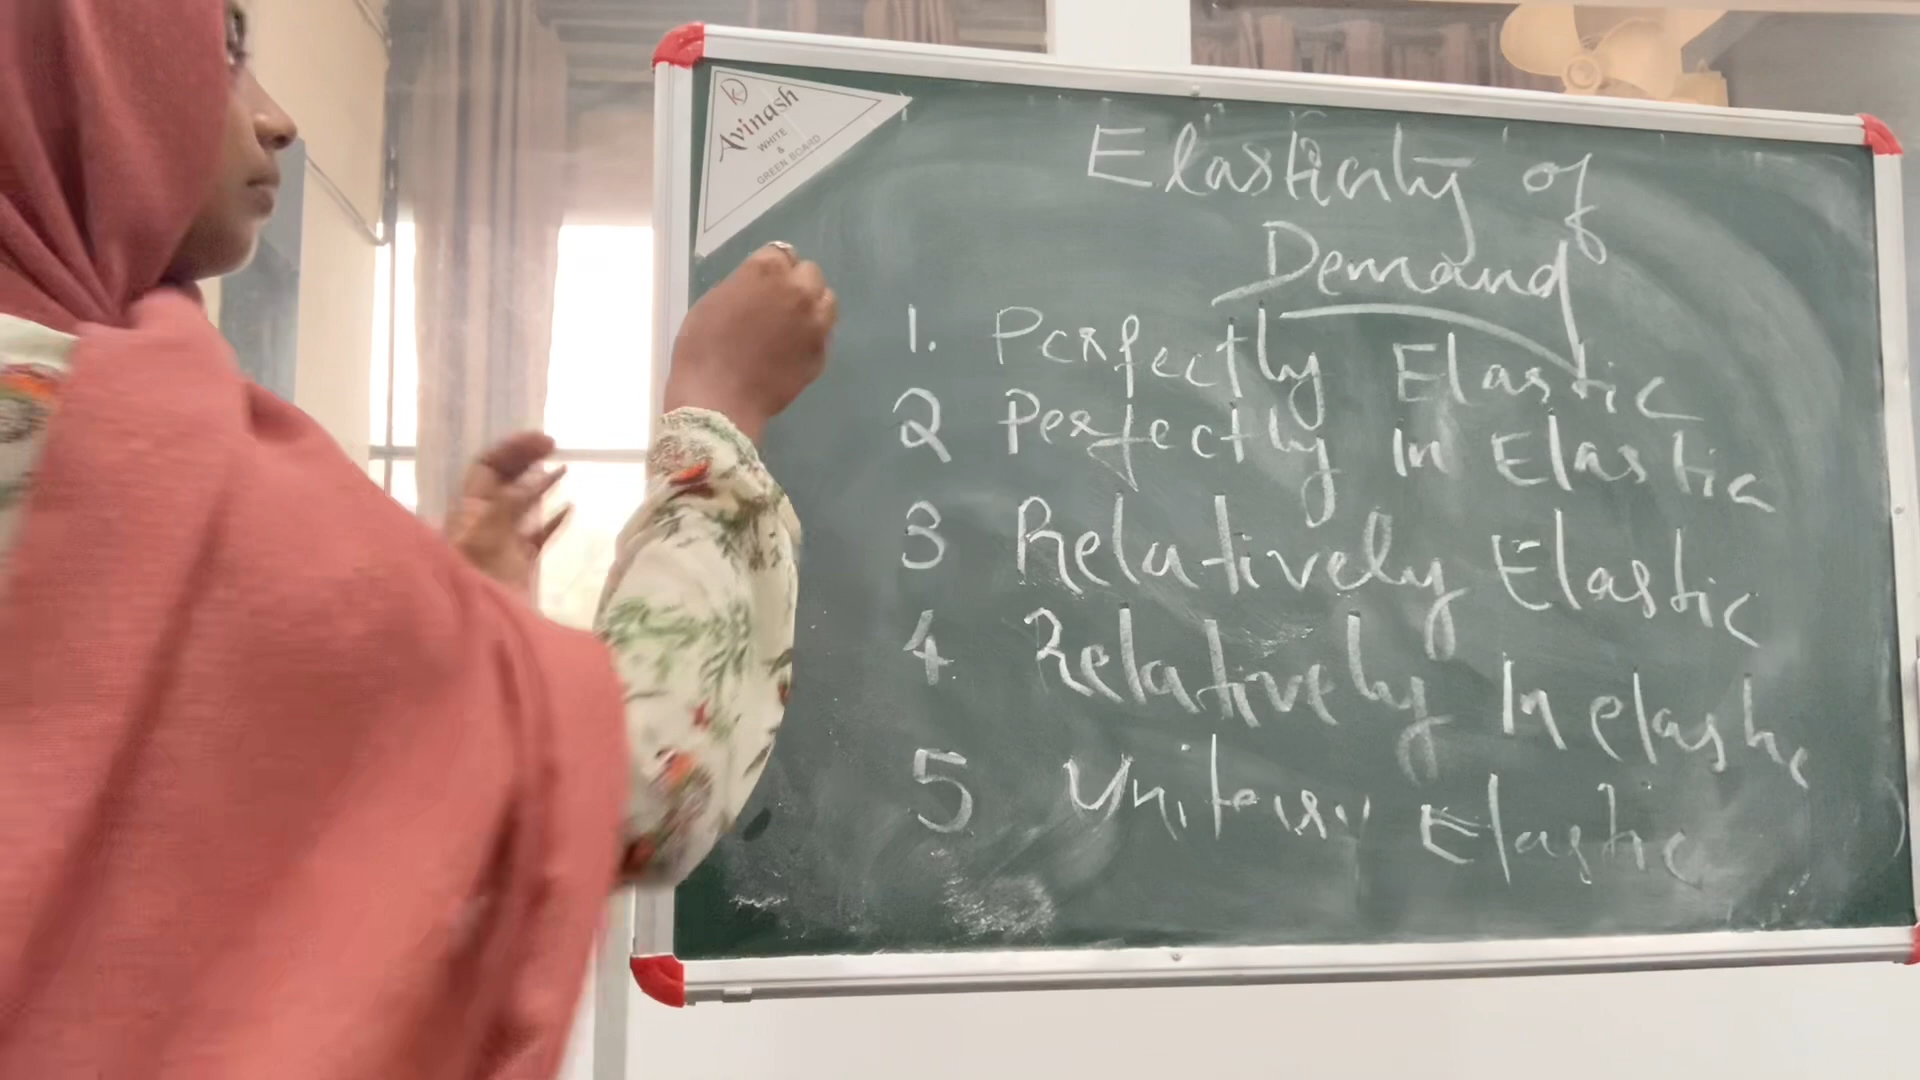 K
Avinash
WHITE
&
GREEN BOARD
Elasticity of
Demand
1. Perfectly Elastic
2 Perfectly In Elastic
3 Relatively Elastic
4 Relatively Inelastic
5 Unitary Elastic